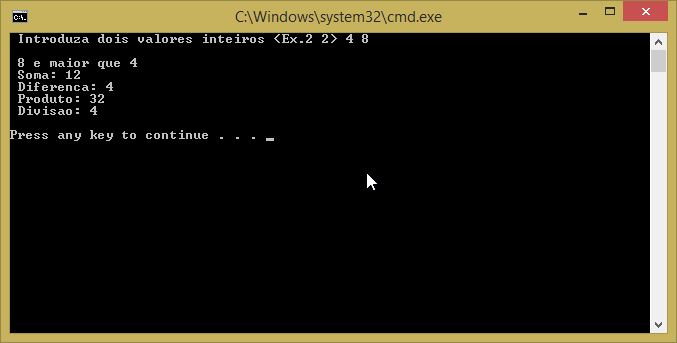 C:\Windows\system32\cmd.exe
Introduza dois valores inteiros <Ex.2 2> 4 8
8 e maior que 4
Soma: 12
Diferenca: 4
Produto: 32
Divisao: 4
Press any key to continue . . . _